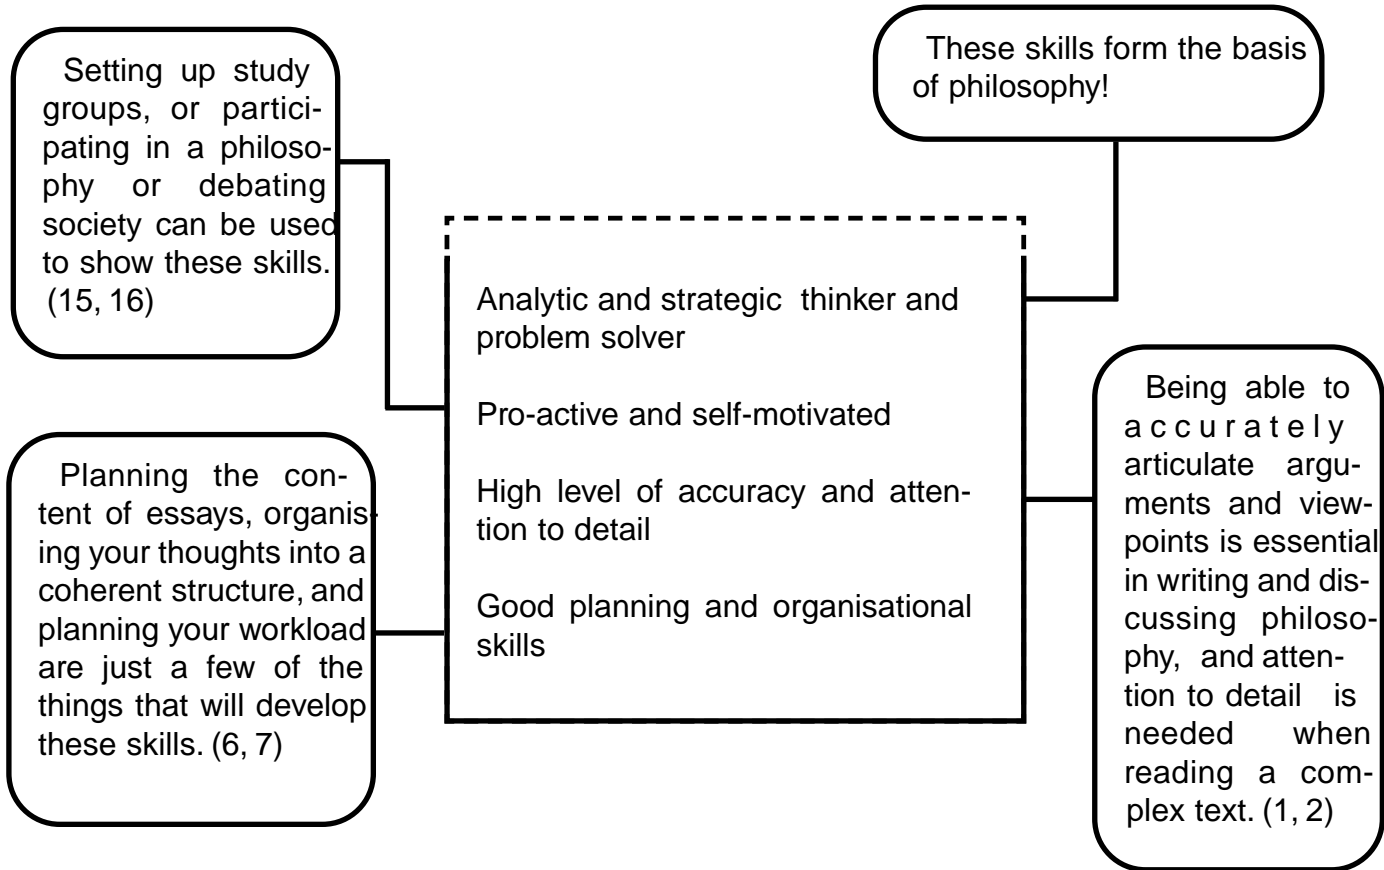 Setting up study
groups, or partici-
pating in a philoso-
phy or debating
society can be used
to show these skills.
(15, 16)
These skills form the basis
of philosophy!
Analytic and strategic thinker and
problem solver
Pro-active and self-motivated
High level of accuracy and atten-
tion to detail
Good planning and organisational
skills
Planning the con-
tent of essays, organis-
ing your thoughts into a
coherent structure, and
planning your workload
are just a few of the
things that will develop
these skills. (6, 7)
Being able to
accurately
articulate argu-
ments and view-
points is essential
in writing and dis-
cussing philoso-
phy, and atten-
tion to detail is
needed when
reading a com-
plex text. (1, 2)